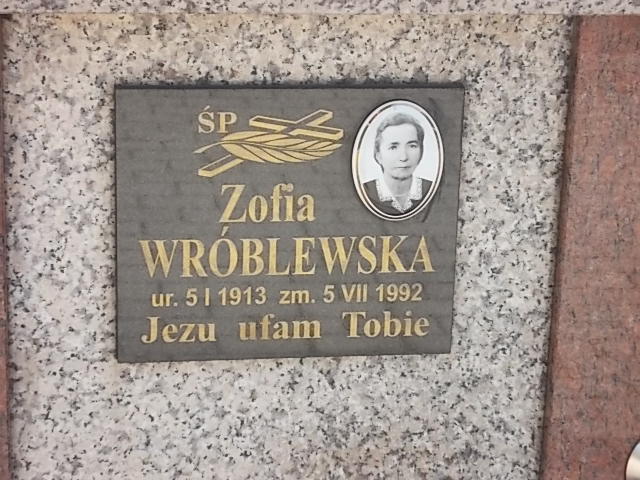 ŚP
Zofia
WRÓBLEWSKA
ur. 5 I 1913 zm. 5 VII 1992
Jezu ufam Tobie